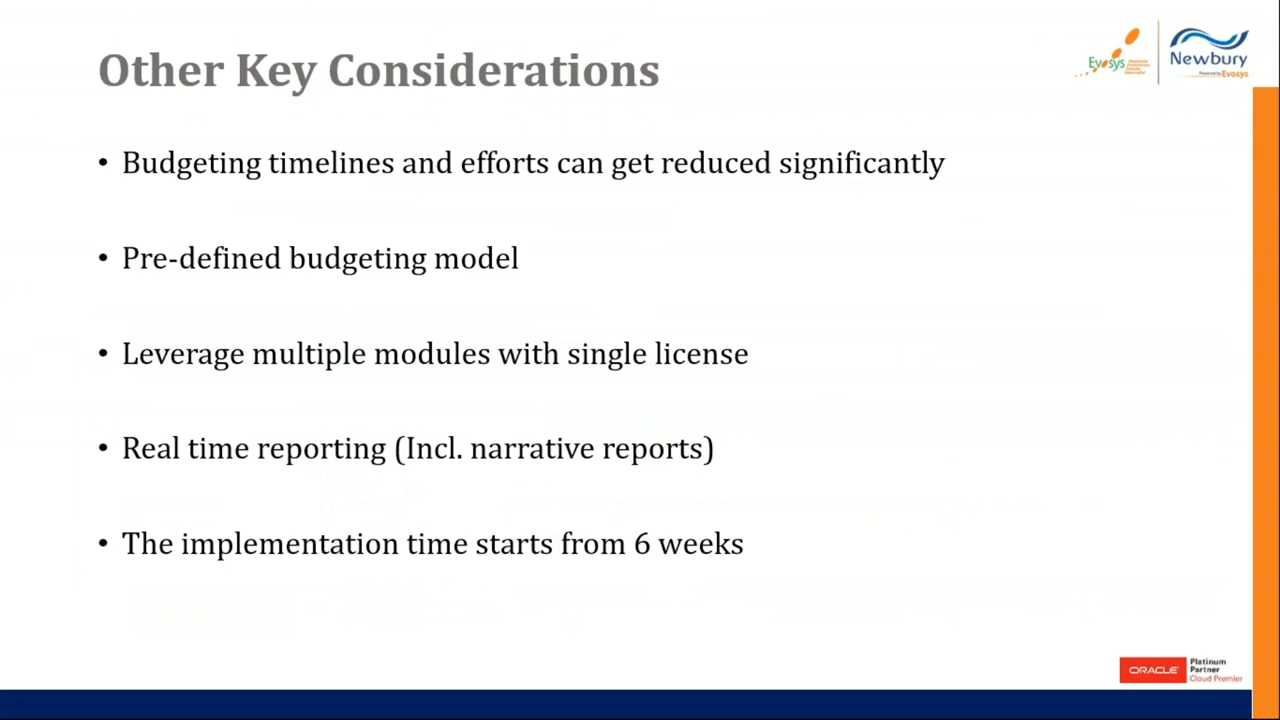 Other Key Considerations
Evosys
Newbury
Powered by Evosys
• Budgeting timelines and efforts can get reduced significantly
• Pre-defined budgeting model
• Leverage multiple modules with single license
• Real time reporting (Incl. narrative reports)
• The implementation time starts from 6 weeks
ORACLE
Platinum
Partner
Cloud Premier